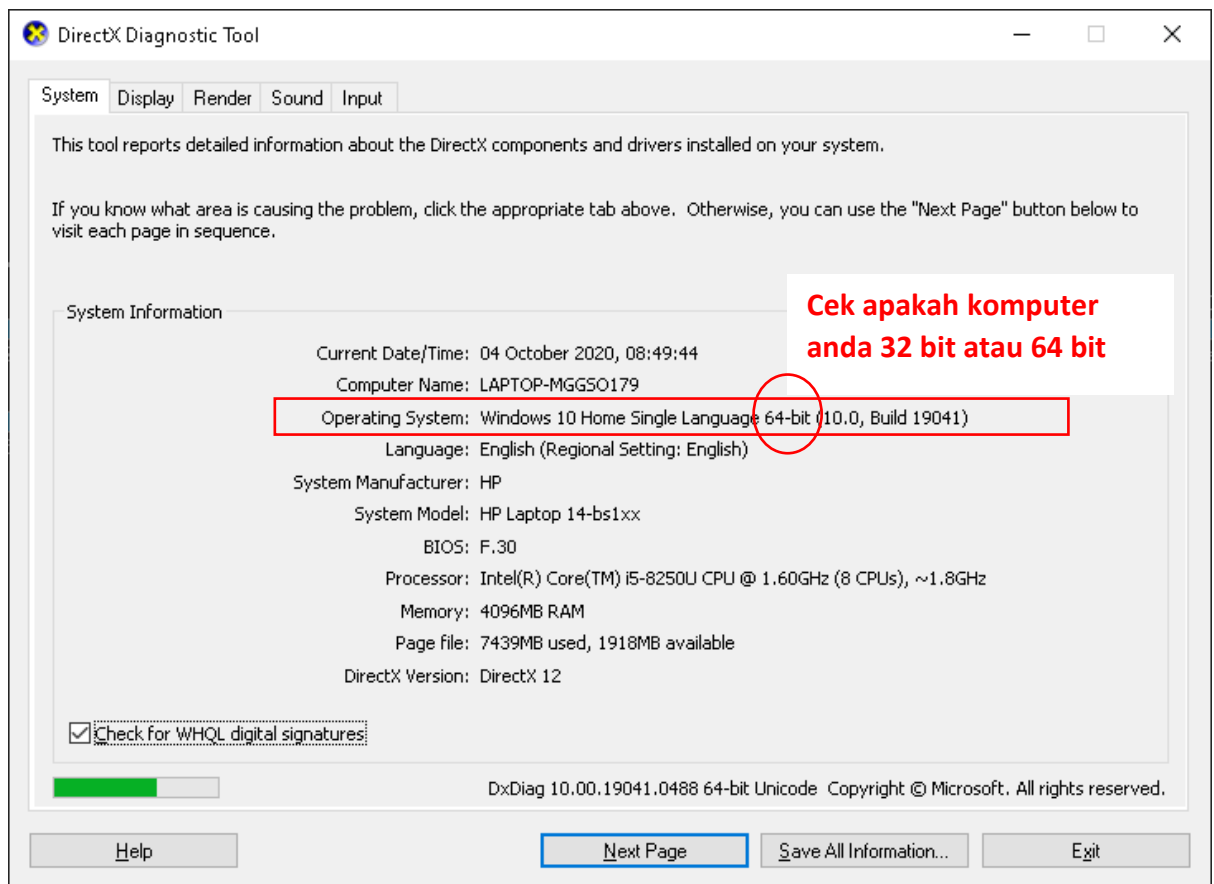 DirectX Diagnostic Tool
System Display Render Sound Input
This tool reports detailed information about the DirectX components and drivers installed on your system.
If you know what area is causing the problem, click the appropriate tab above.  Otherwise, you can use the "Next Page" button below to
visit each page in sequence.
Cek apakah komputer
anda 32 bit atau 64 bit
System Information
Current Date/Time: 04 October 2020, 08:49:44
Computer Name: LAPTOP-MGGSO179
Operating System: Windows 10 Home Single Language 64-bit (10.0, Build 19041)
Language: English (Regional Setting: English)
System Manufacturer: HP
System Model: HP Laptop 14-bs1xx
BIOS: F.30
Processor: Intel(R) Core(TM) i5-8250U CPU @ 1.60GHz (8 CPUs), ~1.8GHz
Memory: 4096MB RAM
Page file: 7439MB used, 1918MB available
DirectX Version: DirectX 12
Check for WHQL digital signatures
DxDiag 10.00.19041.0488 64-bit Unicode  Copyright © Microsoft. All rights reserved.
Help Next Page Save All Information... Exit